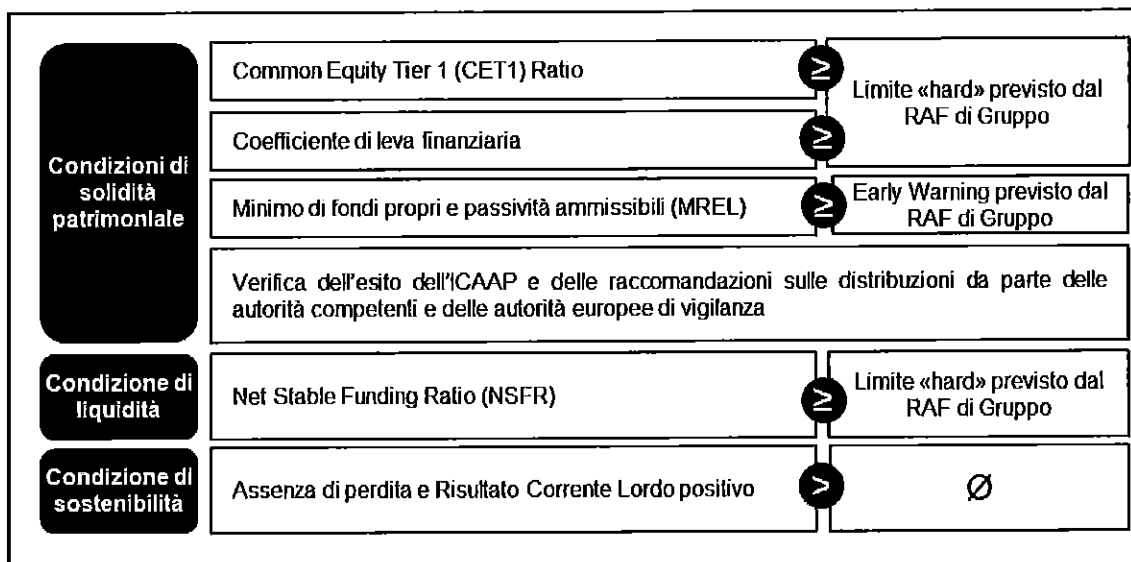 Condizioni di
solidità
patrimoniale
Common Equity Tier 1 (CET1) Ratio
≥
Limite «hard» previsto dal
RAF di Gruppo
Coefficiente di leva finanziaria
≥
Minimo di fondi propri e passività ammissibili (MREL)
≥
Early Warning previsto dal
RAF di Gruppo
Verifica dell'esito dell'ICAAP e delle raccomandazioni sulle distribuzioni da parte delle
autorità competenti e delle autorità europee di vigilanza
Condizione di
liquidità
Net Stable Funding Ratio (NSFR)
≥
Limite «hard» previsto dal
RAF di Gruppo
Condizione di
sostenibilità
Assenza di perdita e Risultato Corrente Lordo positivo
>
Ø